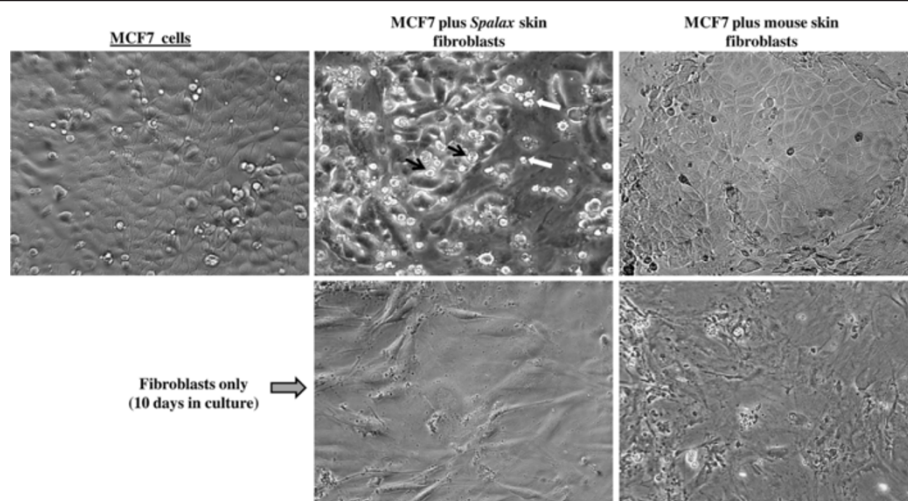 MCF7 cells
MCF7 plus Spalax skin
fibroblasts
MCF7 plus mouse skin
fibroblasts
Fibroblasts only
(10 days in culture)